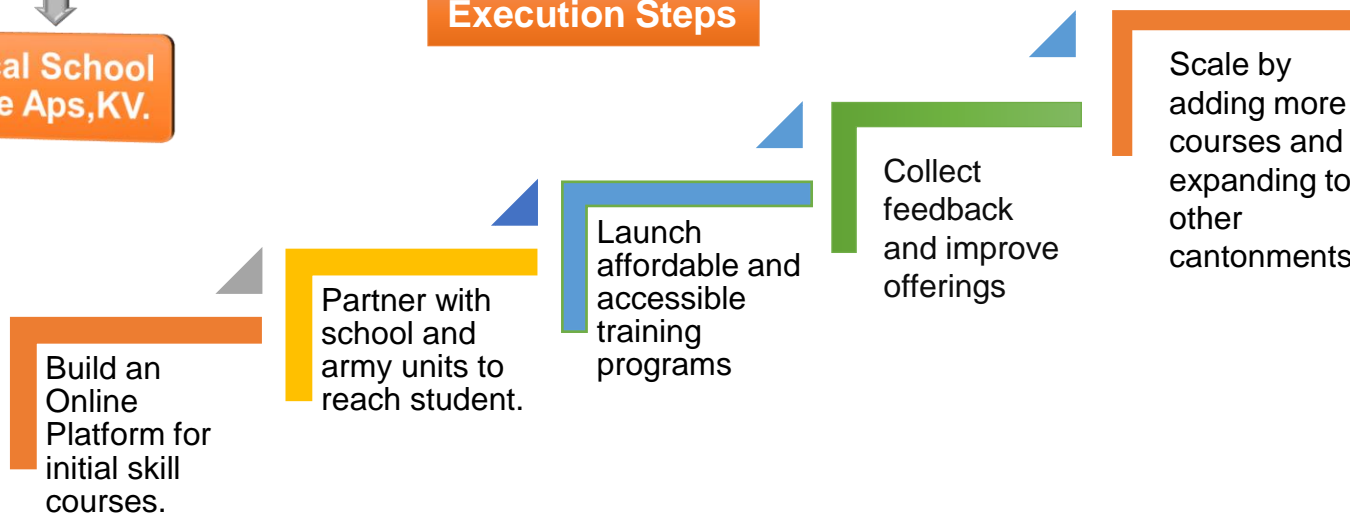 Execution Steps
School
Aps,KV.
Build an
Online
Platform for
initial skill
courses.
Partner with
school and
army units to
reach student.
Launch
affordable and
accessible
training
programs
Collect
feedback
and improve
offerings
Scale by
adding more
courses and
expanding to
other
cantonments